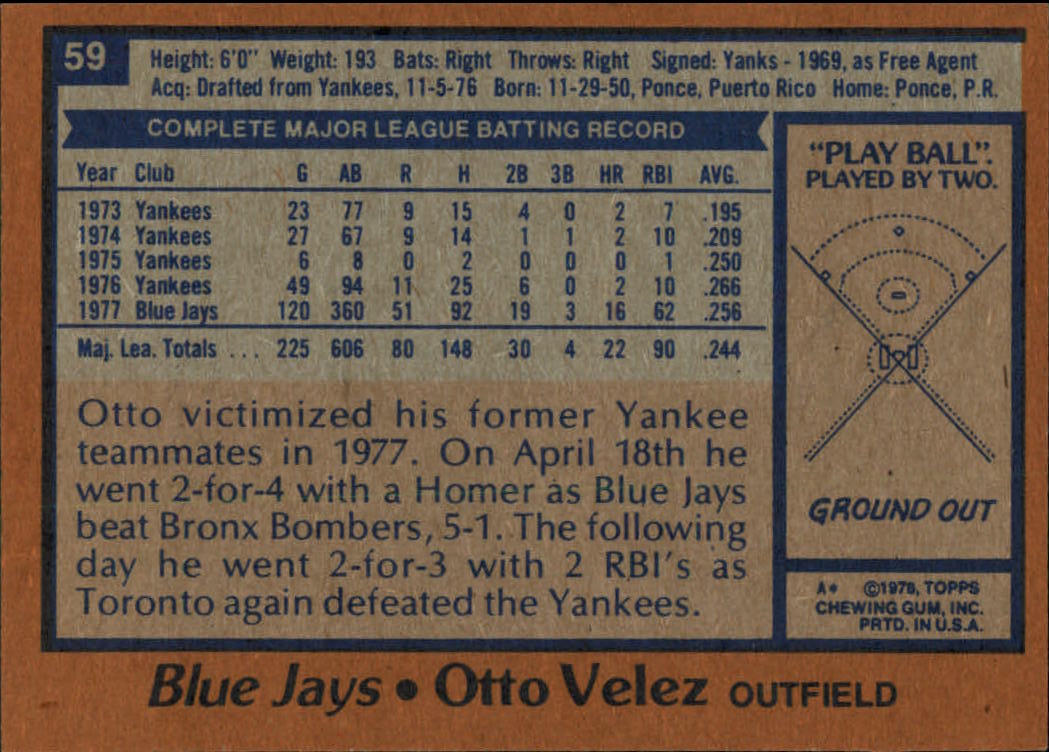 59
Height: 6'0" Weight: 193 Bats: Right Throws: Right Signed: Yanks - 1969, as Free Agent
Acq: Drafted from Yankees, 11-5-76 Born: 11-29-50, Ponce, Puerto Rico Home: Ponce, P.R.
COMPLETE MAJOR LEAGUE BATTING RECORD
Year Club G AB R H 2B 3B HR RBI AVG.
1973 Yankees 23 77 9 15 4 0 2 7 .195
1974 Yankees 27 67 9 14 1 1 2 10 .209
1975 Yankees 6 8 0 2 0 0 0 1 .250
1976 Yankees 49 94 11 25 6 0 2 10 .266
1977 Blue Jays 120 360 51 92 19 3 16 62 .256
Maj. Lea. Totals ... 225 606 80 148 30 4 22 90 .244
Otto victimized his former Yankee
teammates in 1977. On April 18th he
went 2-for-4 with a Homer as Blue Jays
beat Bronx Bombers, 5-1. The following
day he went 2-for-3 with 2 RBI's as
Toronto again defeated the Yankees.
"PLAY BALL".
PLAYED BY TWO.
GROUND OUT
A* ©1978, TOPPS
CHEWING GUM, INC.
PRTD. IN U.S.A.
Blue Jays • Otto Velez OUTFIELD